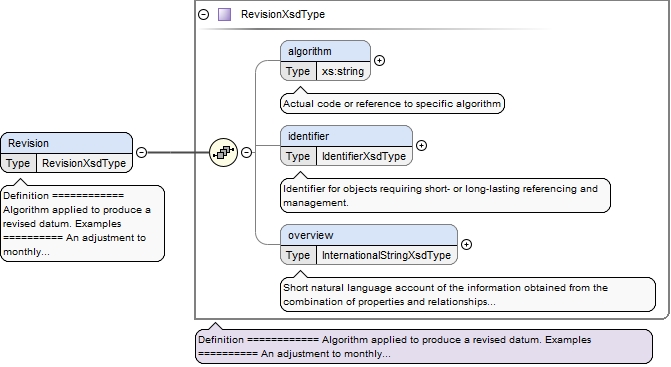 RevisionXsdType
algorithm
Type xs:string
Actual code or reference to specific algorithm
identifier
Type IdentifierXsdType
Identifier for objects requiring short- or long-lasting referencing and
management.
overview
Type InternationalStringXsdType
Short natural language account of the information obtained from the
combination of properties and relationships...
Revision
Type RevisionXsdType
Definition ============
Algorithm applied to produce a
revised datum. Examples
========== An adjustment to
monthly...
Definition ============ Algorithm applied to produce a revised datum. Examples
========== An adjustment to monthly...